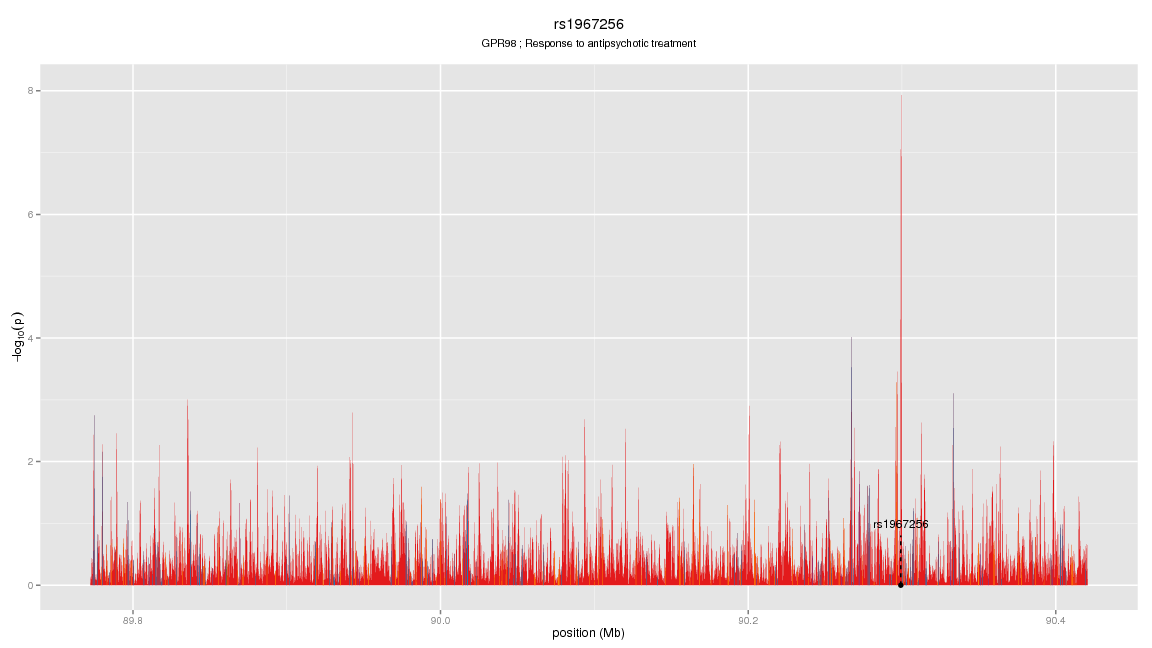 rs1967256
GPR98 ; Response to antipsychotic treatment
8
6
4
2
0
−log10(p)
rs1967256
89.8
90.0
90.2
90.4
position (Mb)